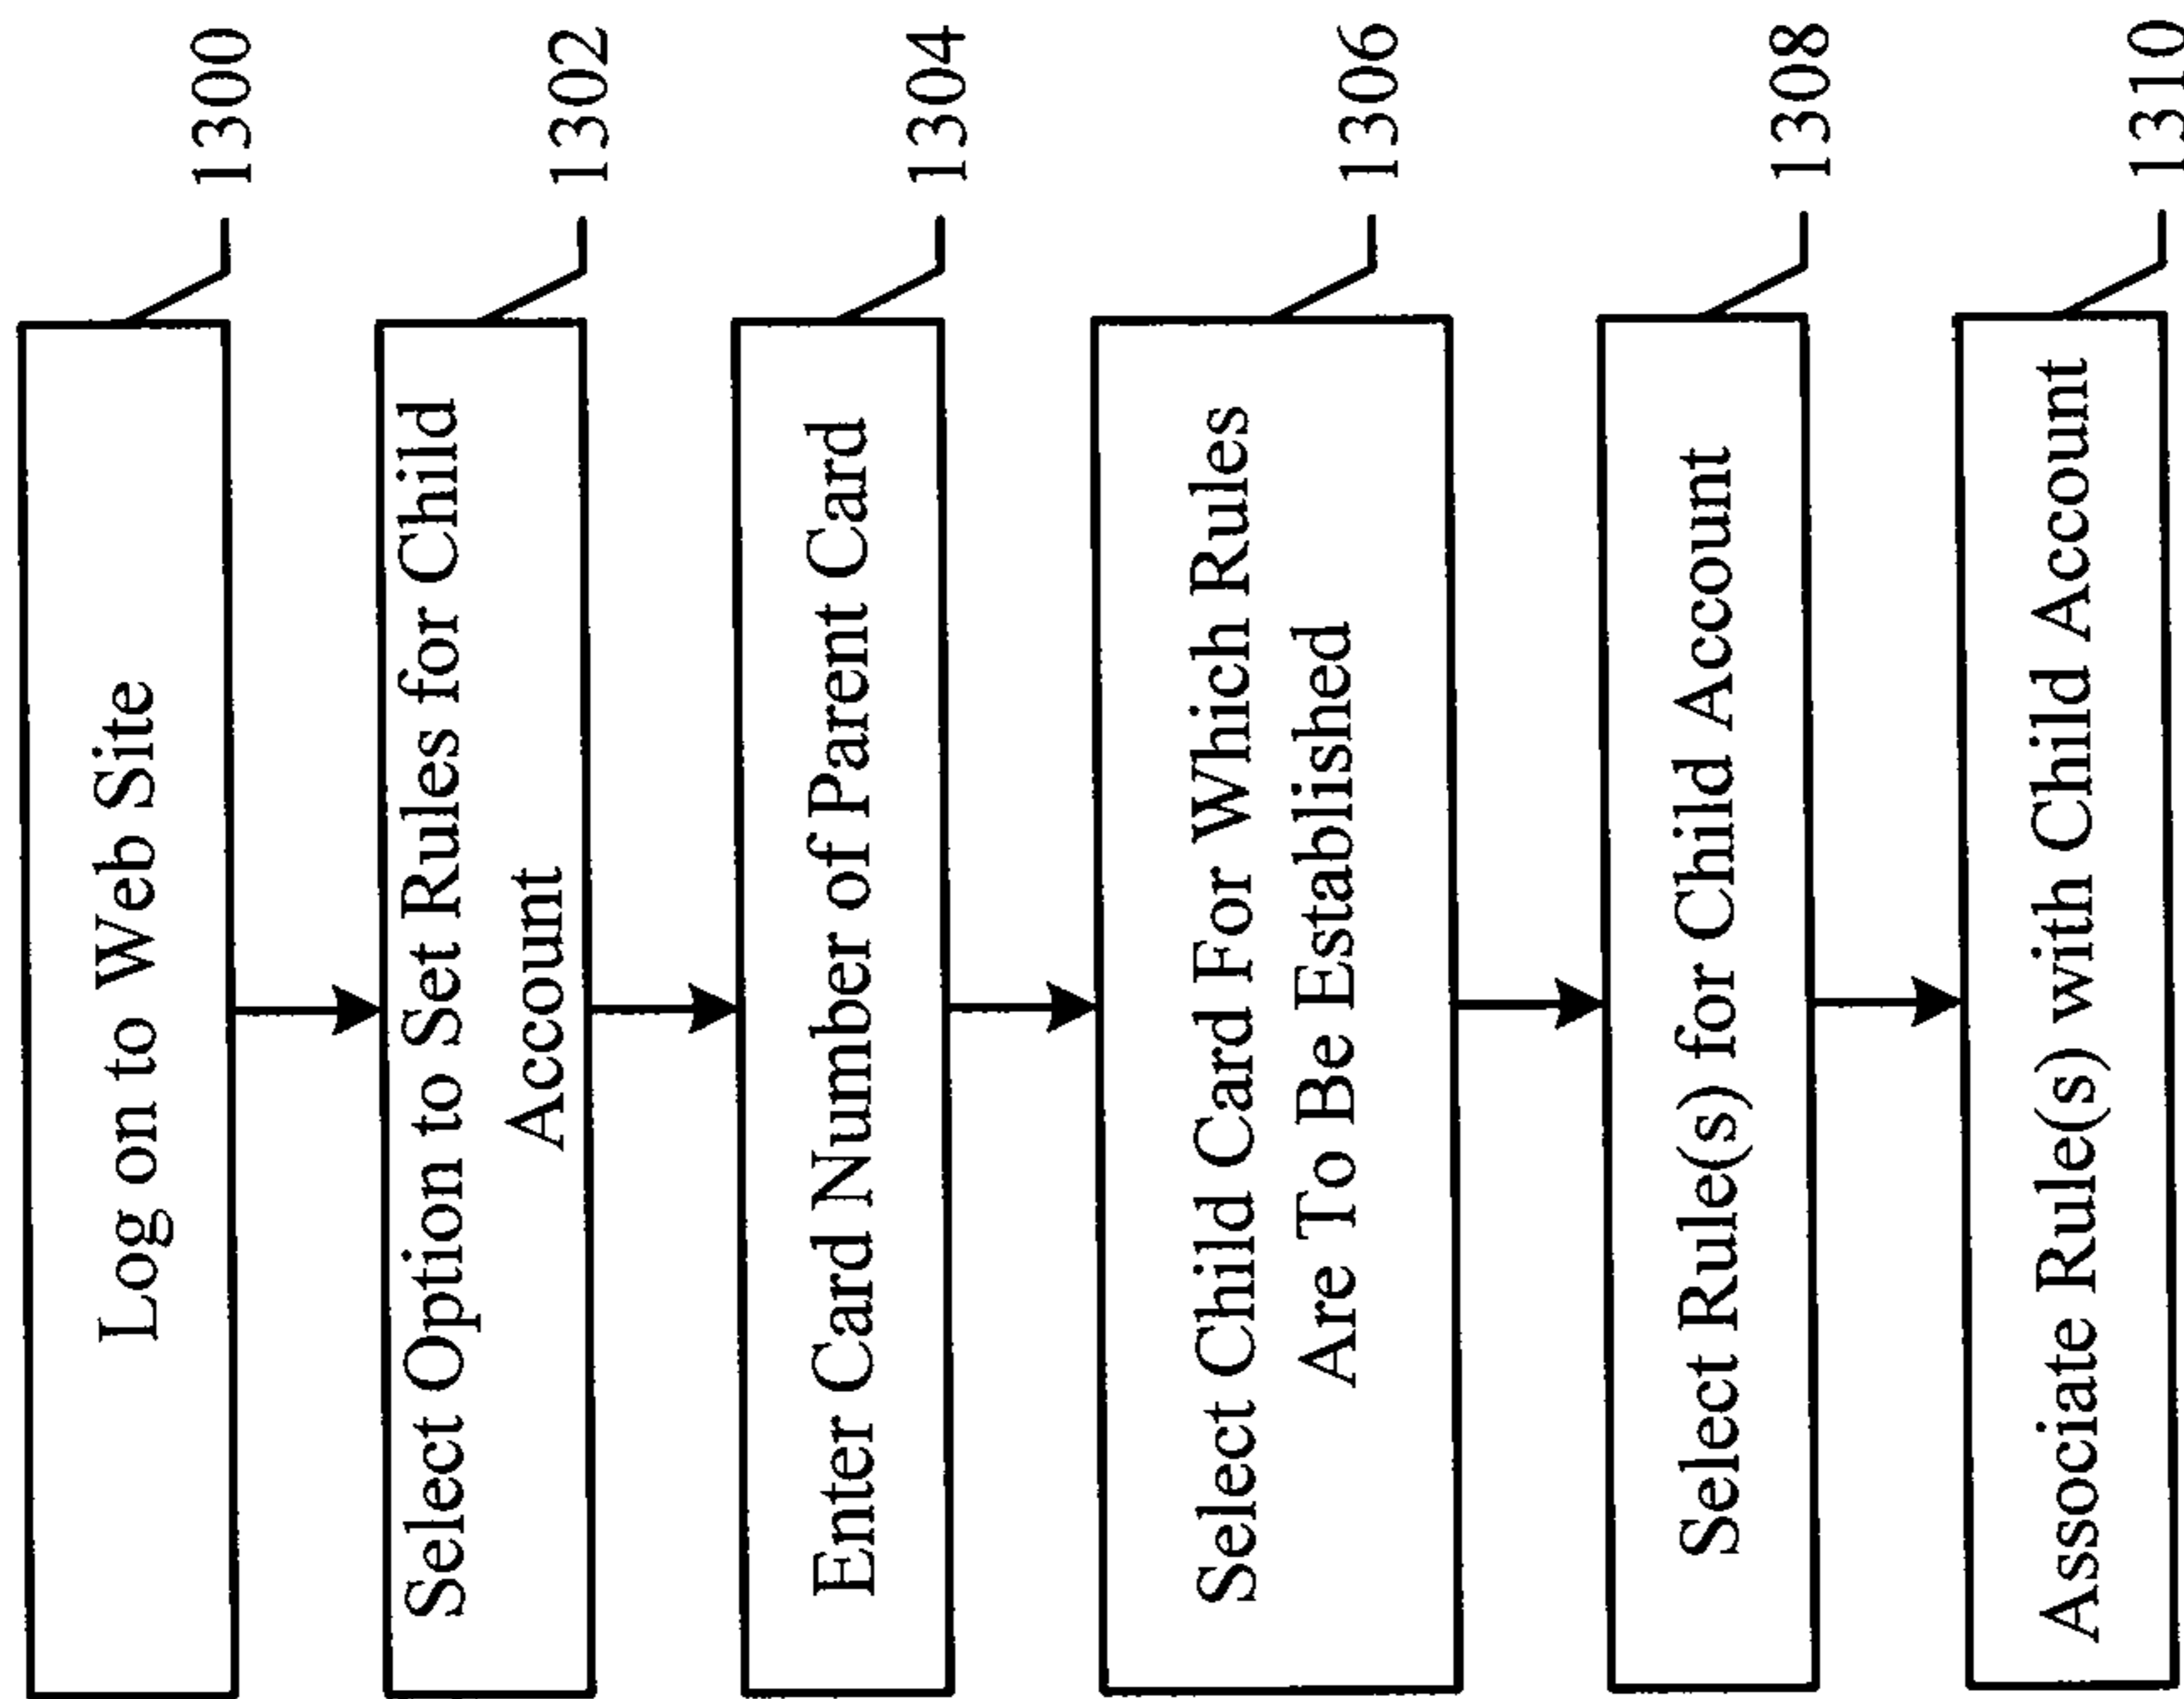 Log on to Web Site
1300
Select Option to Set Rules for Child
Account
1302
Enter Card Number of Parent Card
1304
Select Child Card For Which Rules
Are To Be Established
1306
Select Rule(s) for Child Account
1308
Associate Rule(s) with Child Account
1310